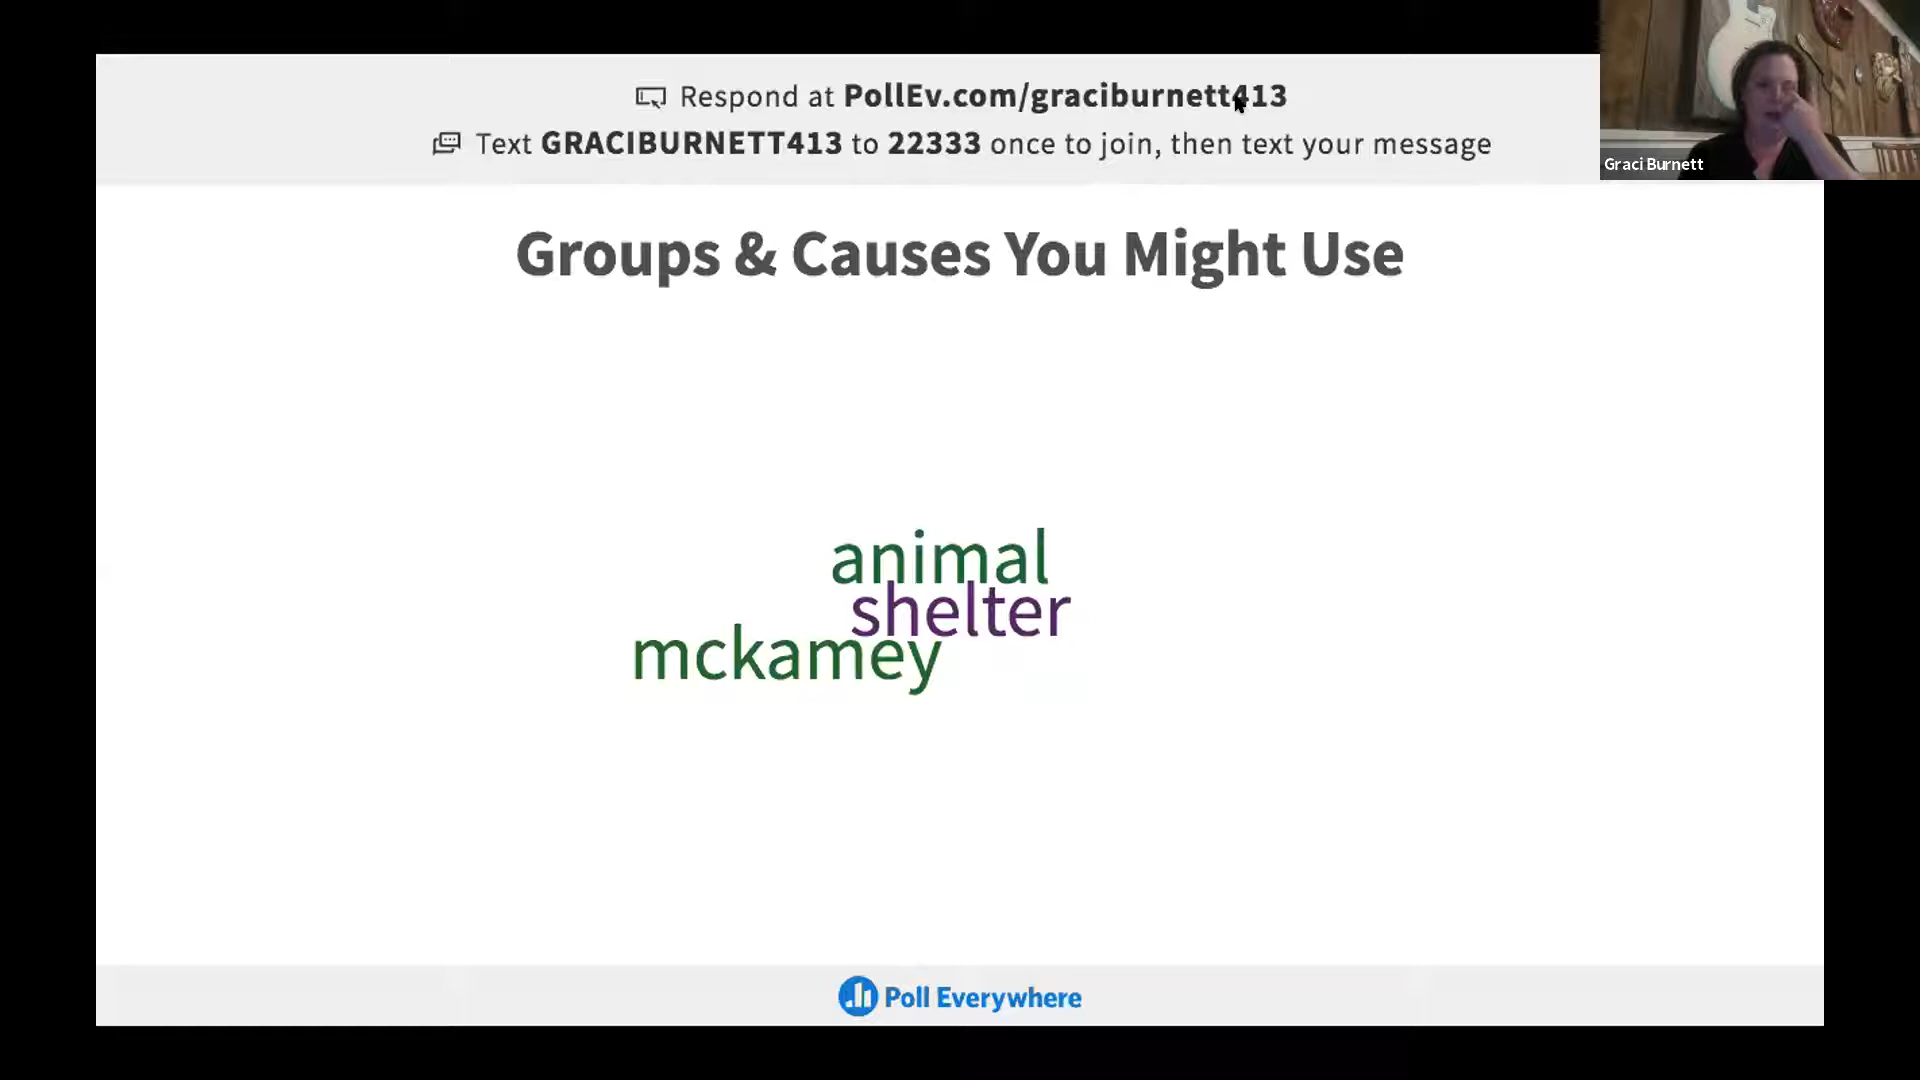 Respond at PollEv.com/graciburnett413
Text GRACIBURNETT413 to 22333 once to join, then text your message
Graci Burnett
Groups & Causes You Might Use
animal
shelter
mckamey
Poll Everywhere